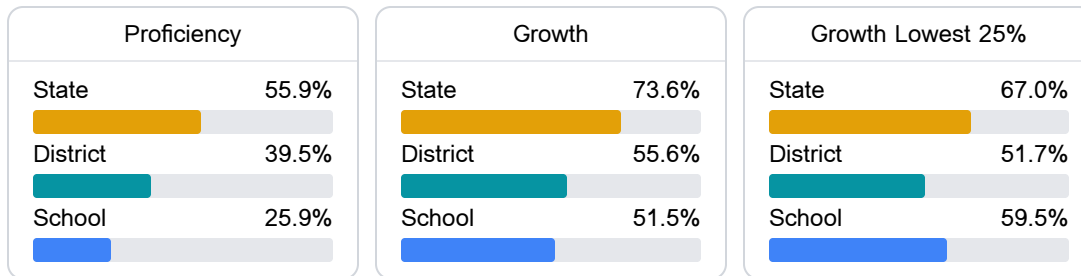 Proficiency
State 55.9%
District 39.5%
School 25.9%
Growth
State 73.6%
District 55.6%
School 51.5%
Growth Lowest 25%
State 67.0%
District 51.7%
School 59.5%